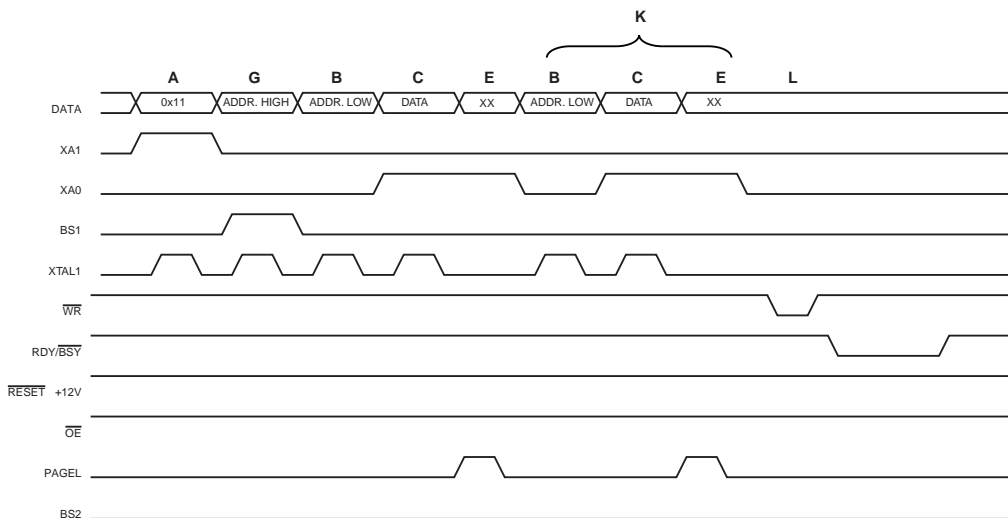 K
A G B C E B C E L
DATA 0x11 ADDR. HIGH ADDR. LOW DATA XX ADDR. LOW DATA XX
XA1
XA0
BS1
XTAL1
WR
RDY/BSY
RESET +12V
OE
PAGEL
BS2